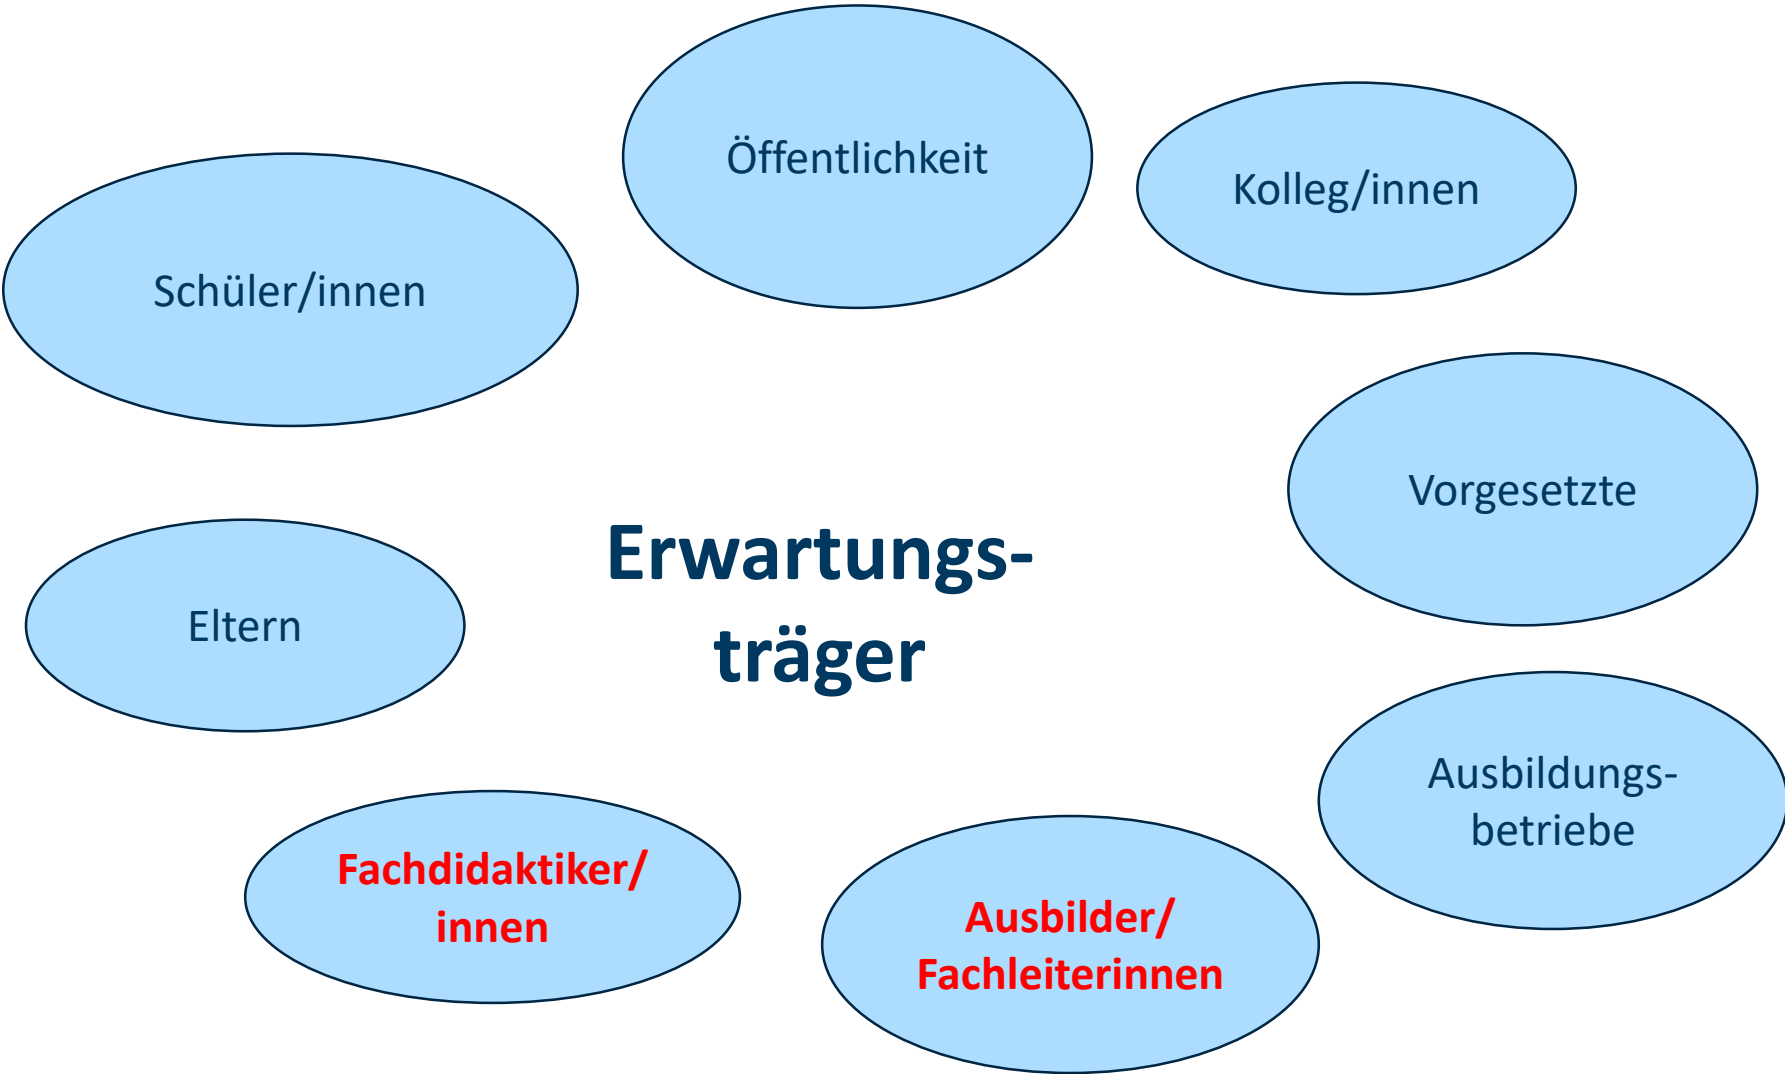 Öffentlichkeit
Kolleg/innen
Schüler/innen
Vorgesetzte
Erwartungs-
träger
Eltern
Ausbildungs-
betriebe
Fachdidaktiker/
innen
Ausbilder/
Fachleiterinnen